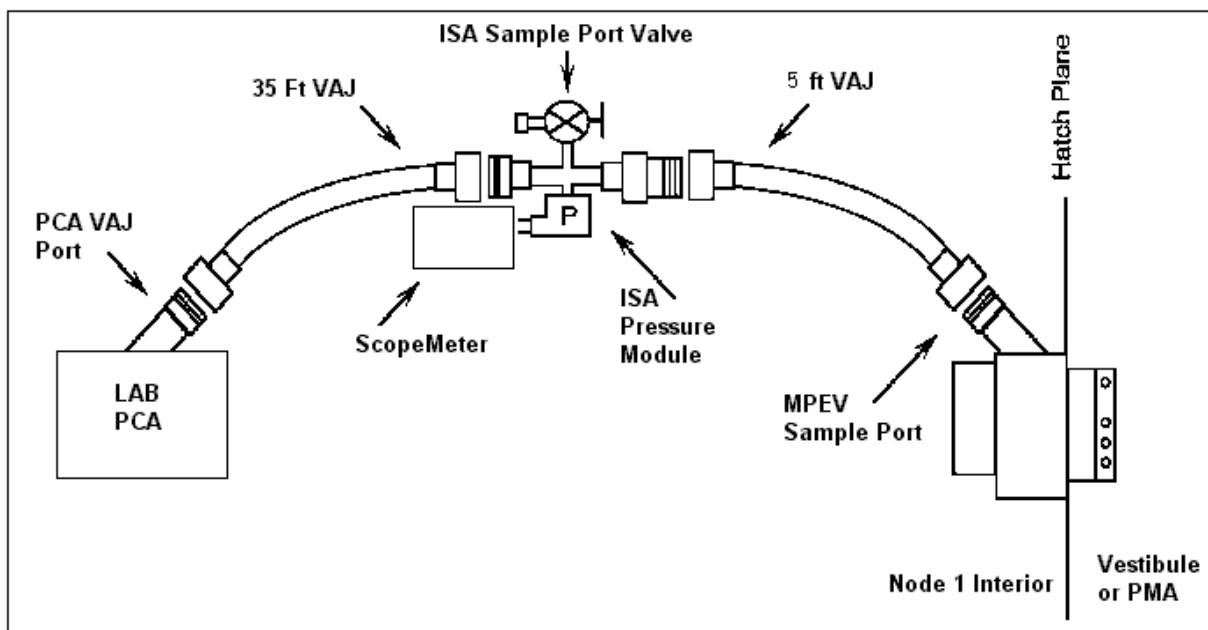 ISA Sample Port Valve
35 Ft VAJ
5 ft VAJ
Hatch Plane
PCA VAJ
Port
P
ScopeMeter
ISA
Pressure
Module
LAB
PCA
MPEV
Sample Port
Node 1 Interior
Vestibule
or PMA